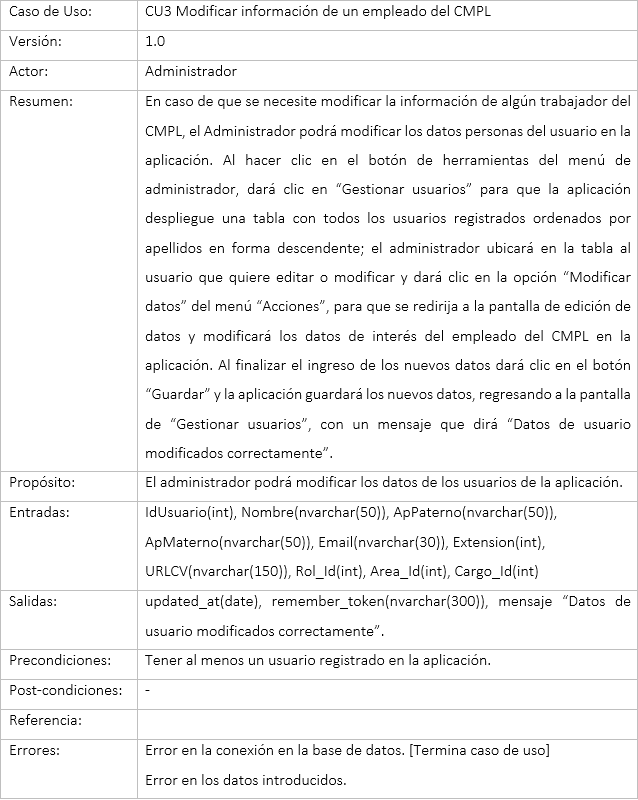 Caso de Uso: CU3 Modificar información de un empleado del CMPL
Versión: 1.0
Actor: Administrador
Resumen: En caso de que se necesite modificar la información de algún trabajador del
CMPL, el Administrador podrá modificar los datos personas del usuario en la
aplicación. Al hacer clic en el botón de herramientas del menú de
administrador, dará clic en “Gestionar usuarios” para que la aplicación
despliegue una tabla con todos los usuarios registrados ordenados por
apellidos en forma descendente; el administrador ubicará en la tabla al
usuario que quiere editar o modificar y dará clic en la opción “Modificar
datos” del menú “Acciones”, para que se redirija a la pantalla de edición de
datos y modificará los datos de interés del empleado del CMPL en la
aplicación. Al finalizar el ingreso de los nuevos datos dará clic en el botón
“Guardar” y la aplicación guardará los nuevos datos, regresando a la pantalla
de “Gestionar usuarios”, con un mensaje que dirá “Datos de usuario
modificados correctamente”.
Propósito: El administrador podrá modificar los datos de los usuarios de la aplicación.
Entradas: IdUsuario(int), Nombre(nvarchar(50)), ApPaterno(nvarchar(50)),
ApMaterno(nvarchar(50)), Email(nvarchar(30)), Extension(int),
URLCV(nvarchar(150)), Rol_Id(int), Area_Id(int), Cargo_Id(int)
Salidas: updated_at(date), remember_token(nvarchar(300)), mensaje “Datos de
usuario modificados correctamente”.
Precondiciones: Tener al menos un usuario registrado en la aplicación.
Post-condiciones: -
Referencia:
Errores: Error en la conexión en la base de datos. [Termina caso de uso]
Error en los datos introducidos.